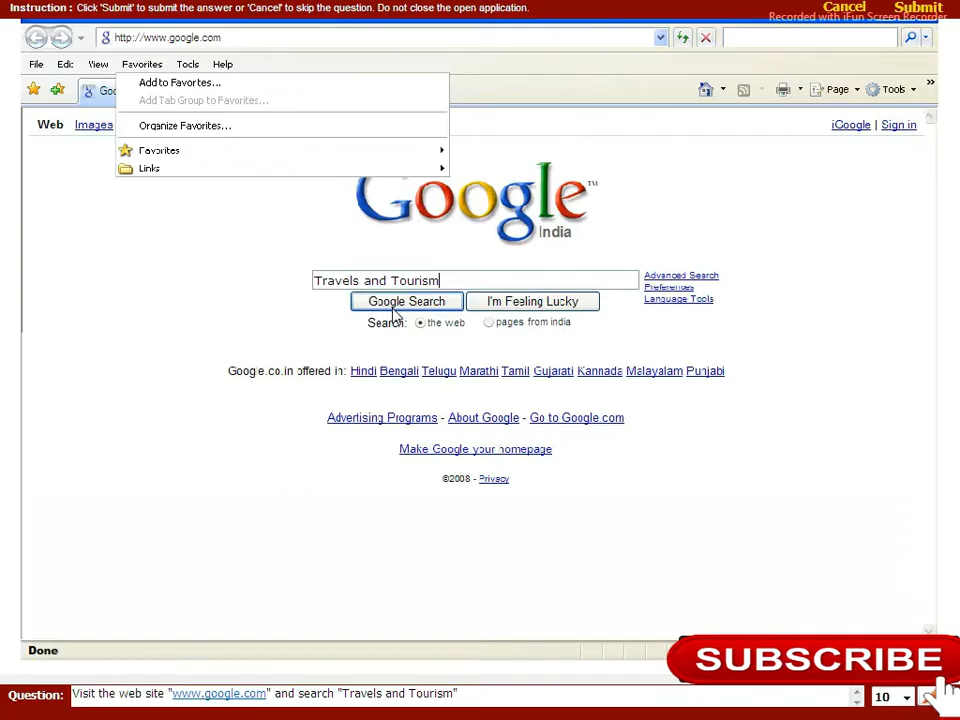 Instruction : Click 'Submit' to submit the answer or 'Cancel' to skip the question. Do not close the open application.
Cancel Submit
Recorded with iFun Screen Recorder
http://www.google.com
File Edit View Favorites Tools Help
Add to Favorites...
Goo
Page Tools »
Add Tab Group to Favorites...
Web Images
Organize Favorites...
iGoogle | Sign in
Favorites
Links
Google™
India
Travels and Tourism
Advanced Search
Preferences
Language Tools
Google Search I'm Feeling Lucky
Search: the web pages from india
Google.co.in offered in: Hindi Bengali Telugu Marathi Tamil Gujarati Kannada Malayalam Punjabi
Advertising Programs - About Google - Go to Google.com
Make Google your homepage
©2008 - Privacy
Done
SUBSCRIBE
Question: Visit the web site "www.google.com" and search "Travels and Tourism"
10